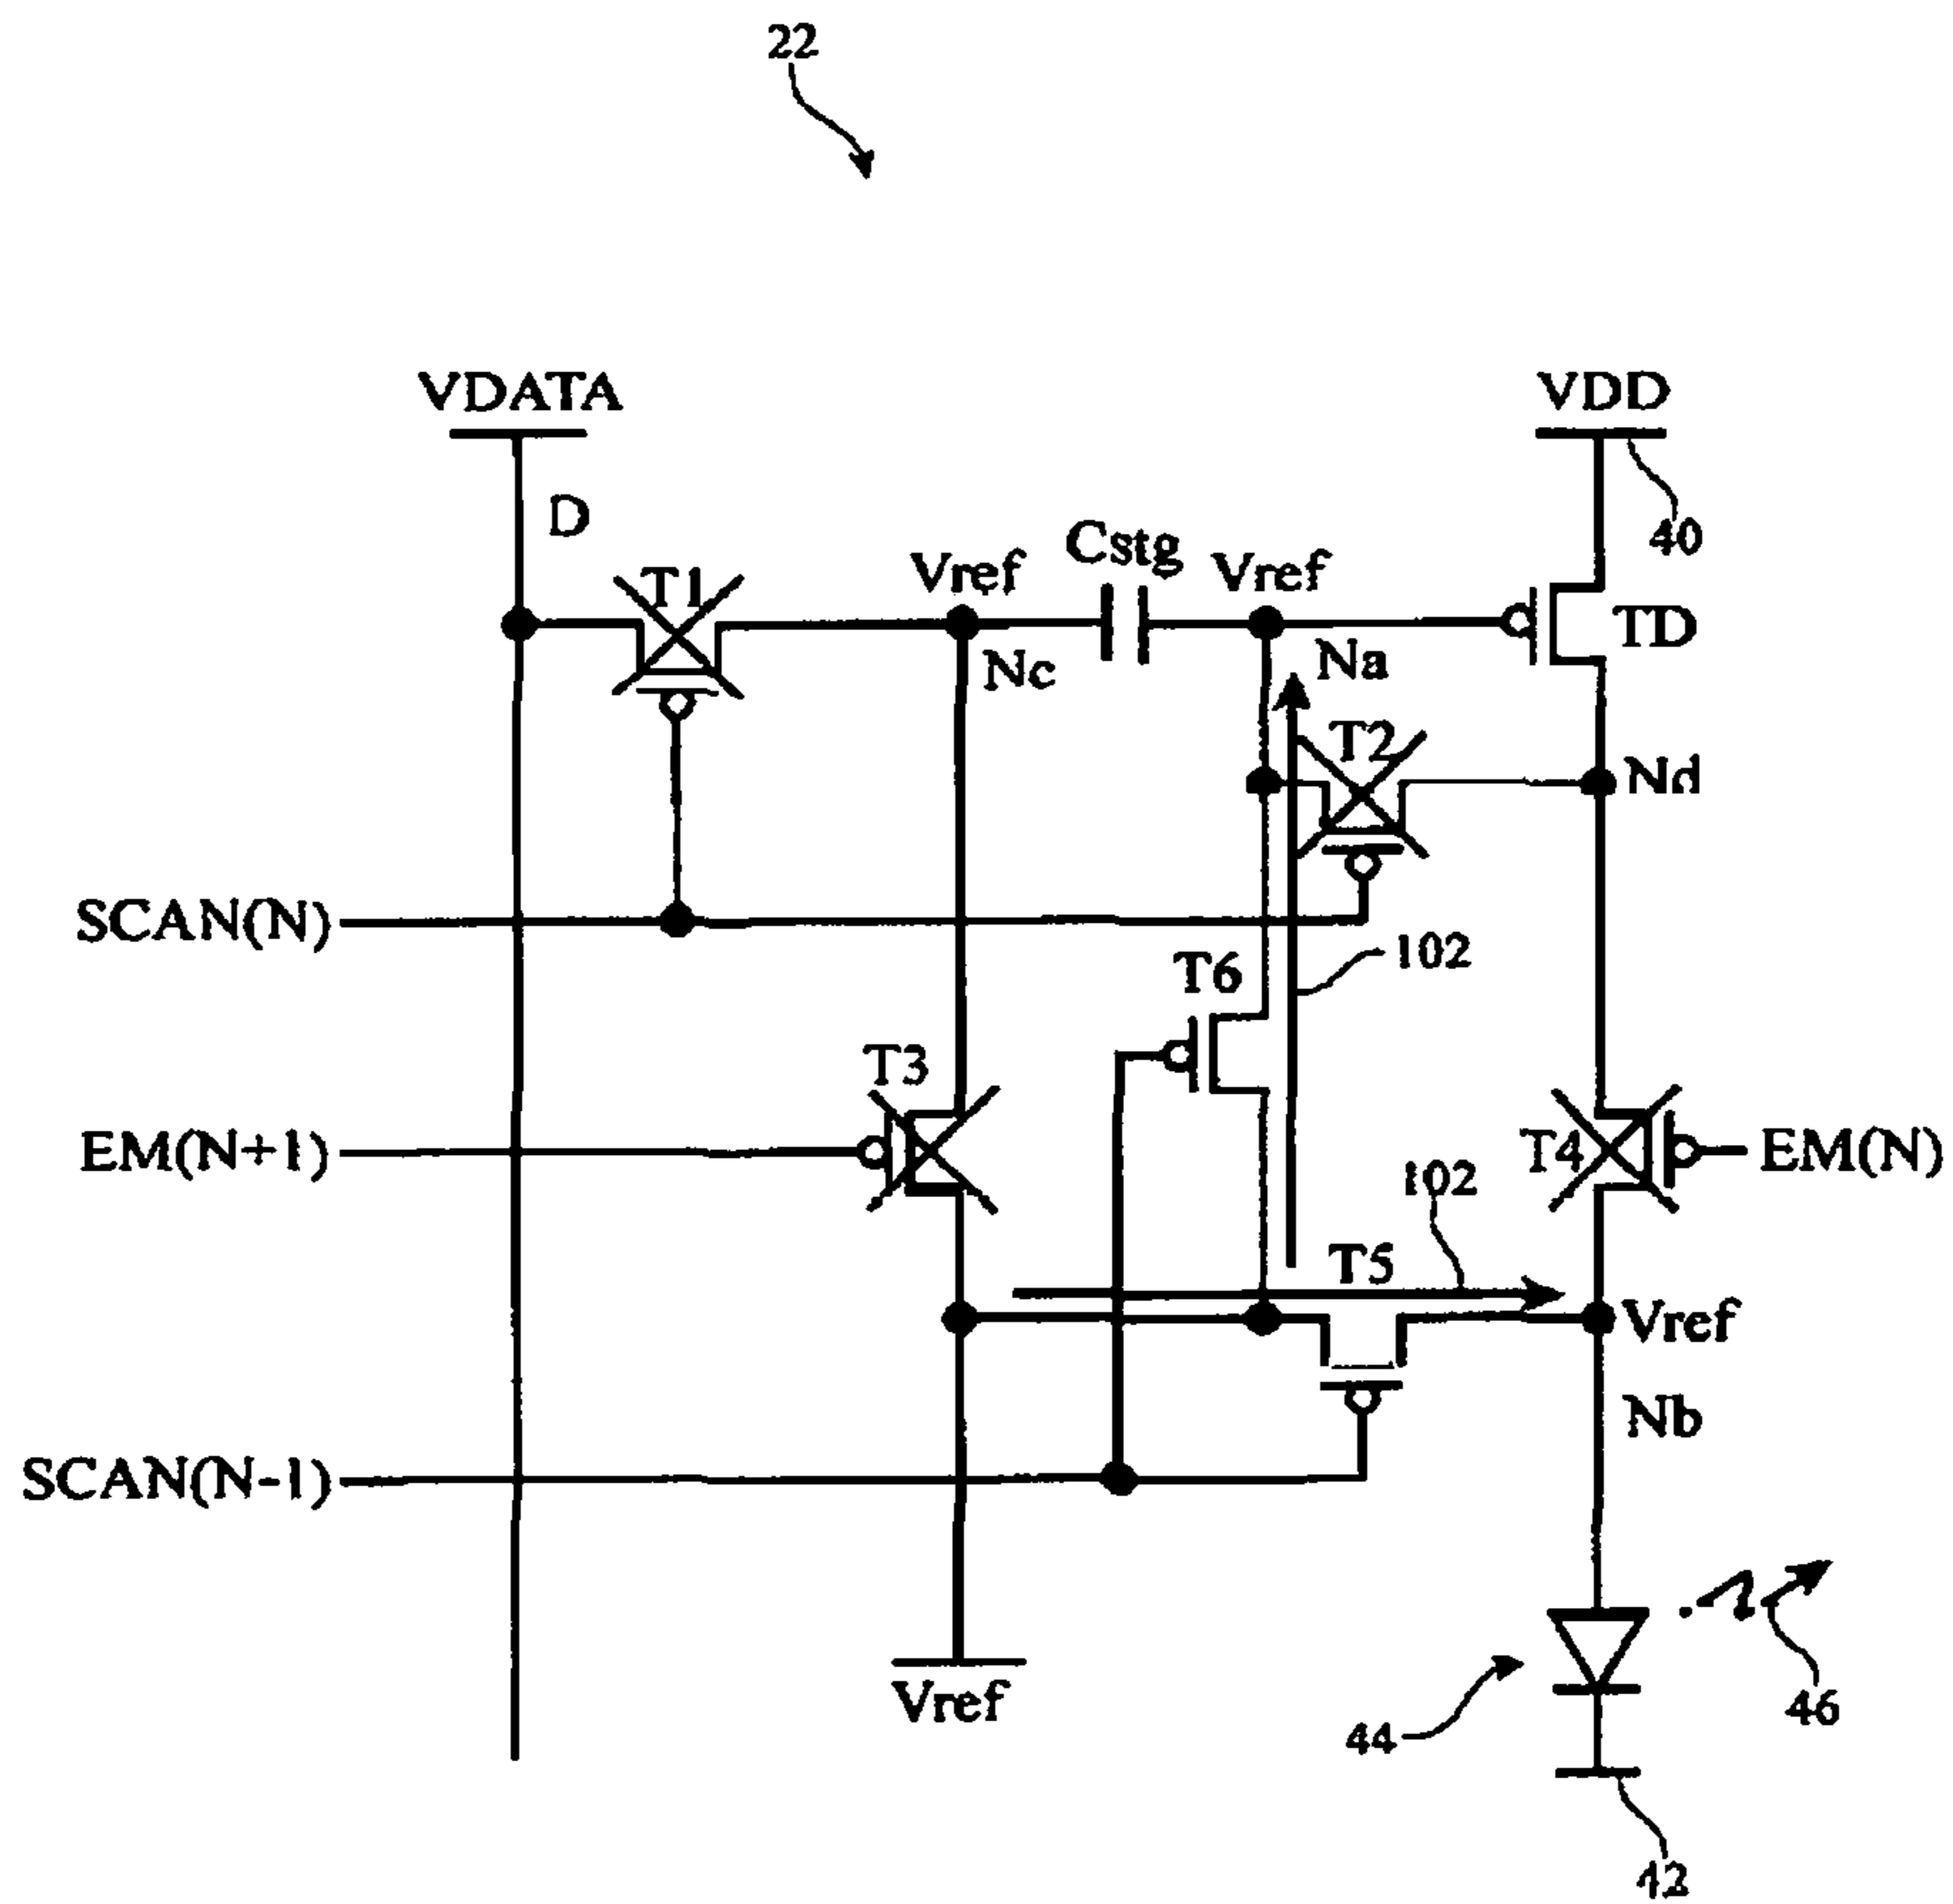 22
VDATA
VDD
D
40
Cstg
Vref
Vref
T1
TD
Nc
Na
T2
Nd
SCAN(N)
102
T6
T3
EM(N+1)
T4
EM(N)
102
T5
Vref
Nb
SCAN(N-1)
Vref
44
46
42